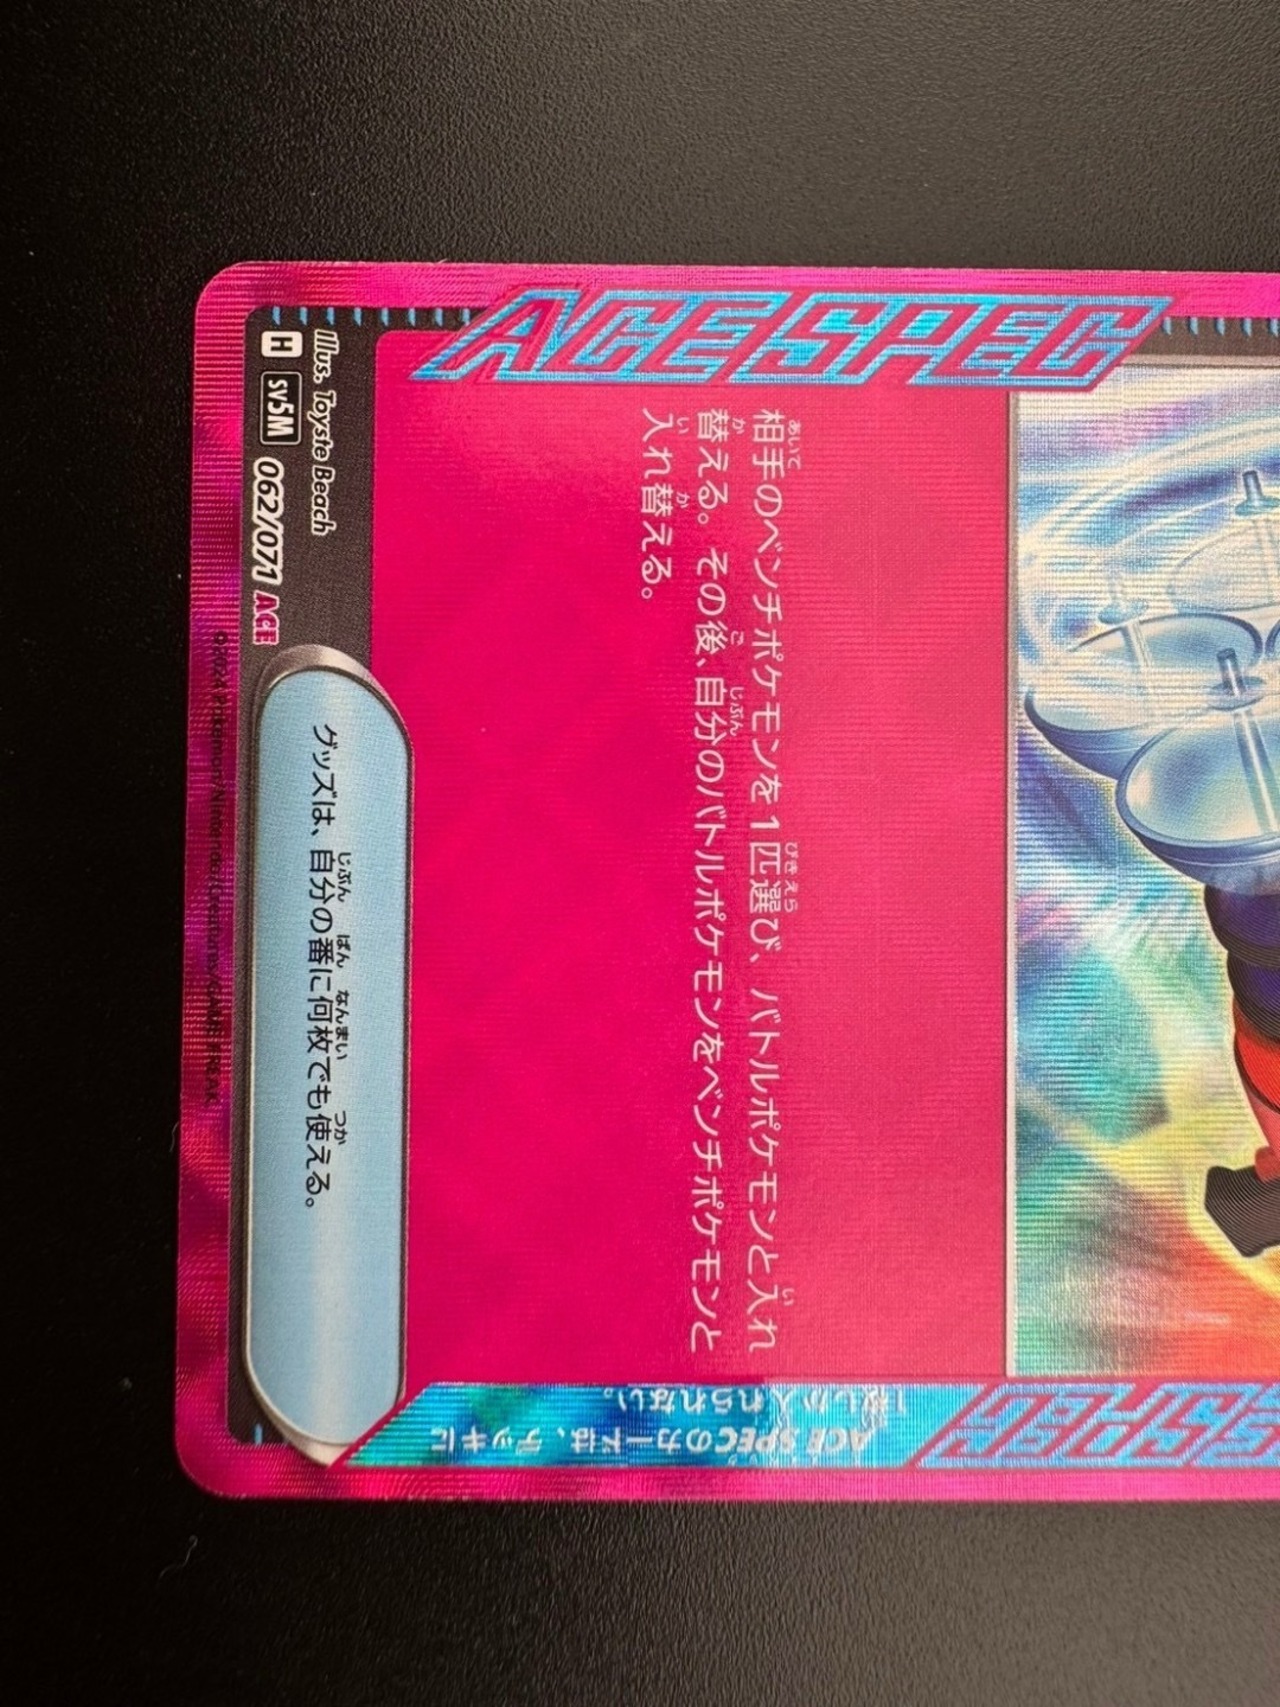 ACE SPEC
相手のベンチポケモンを1匹選び、バトルポケモンと入れ
替える。その後、自分のバトルポケモンをベンチポケモンと
入れ替える。
ACE SPECのカードは、デッキに
1枚しか入れられない。
グッズは、自分の番に何枚でも使える。
Illus. Toyste Beach
H SV5M 062/071 ACE